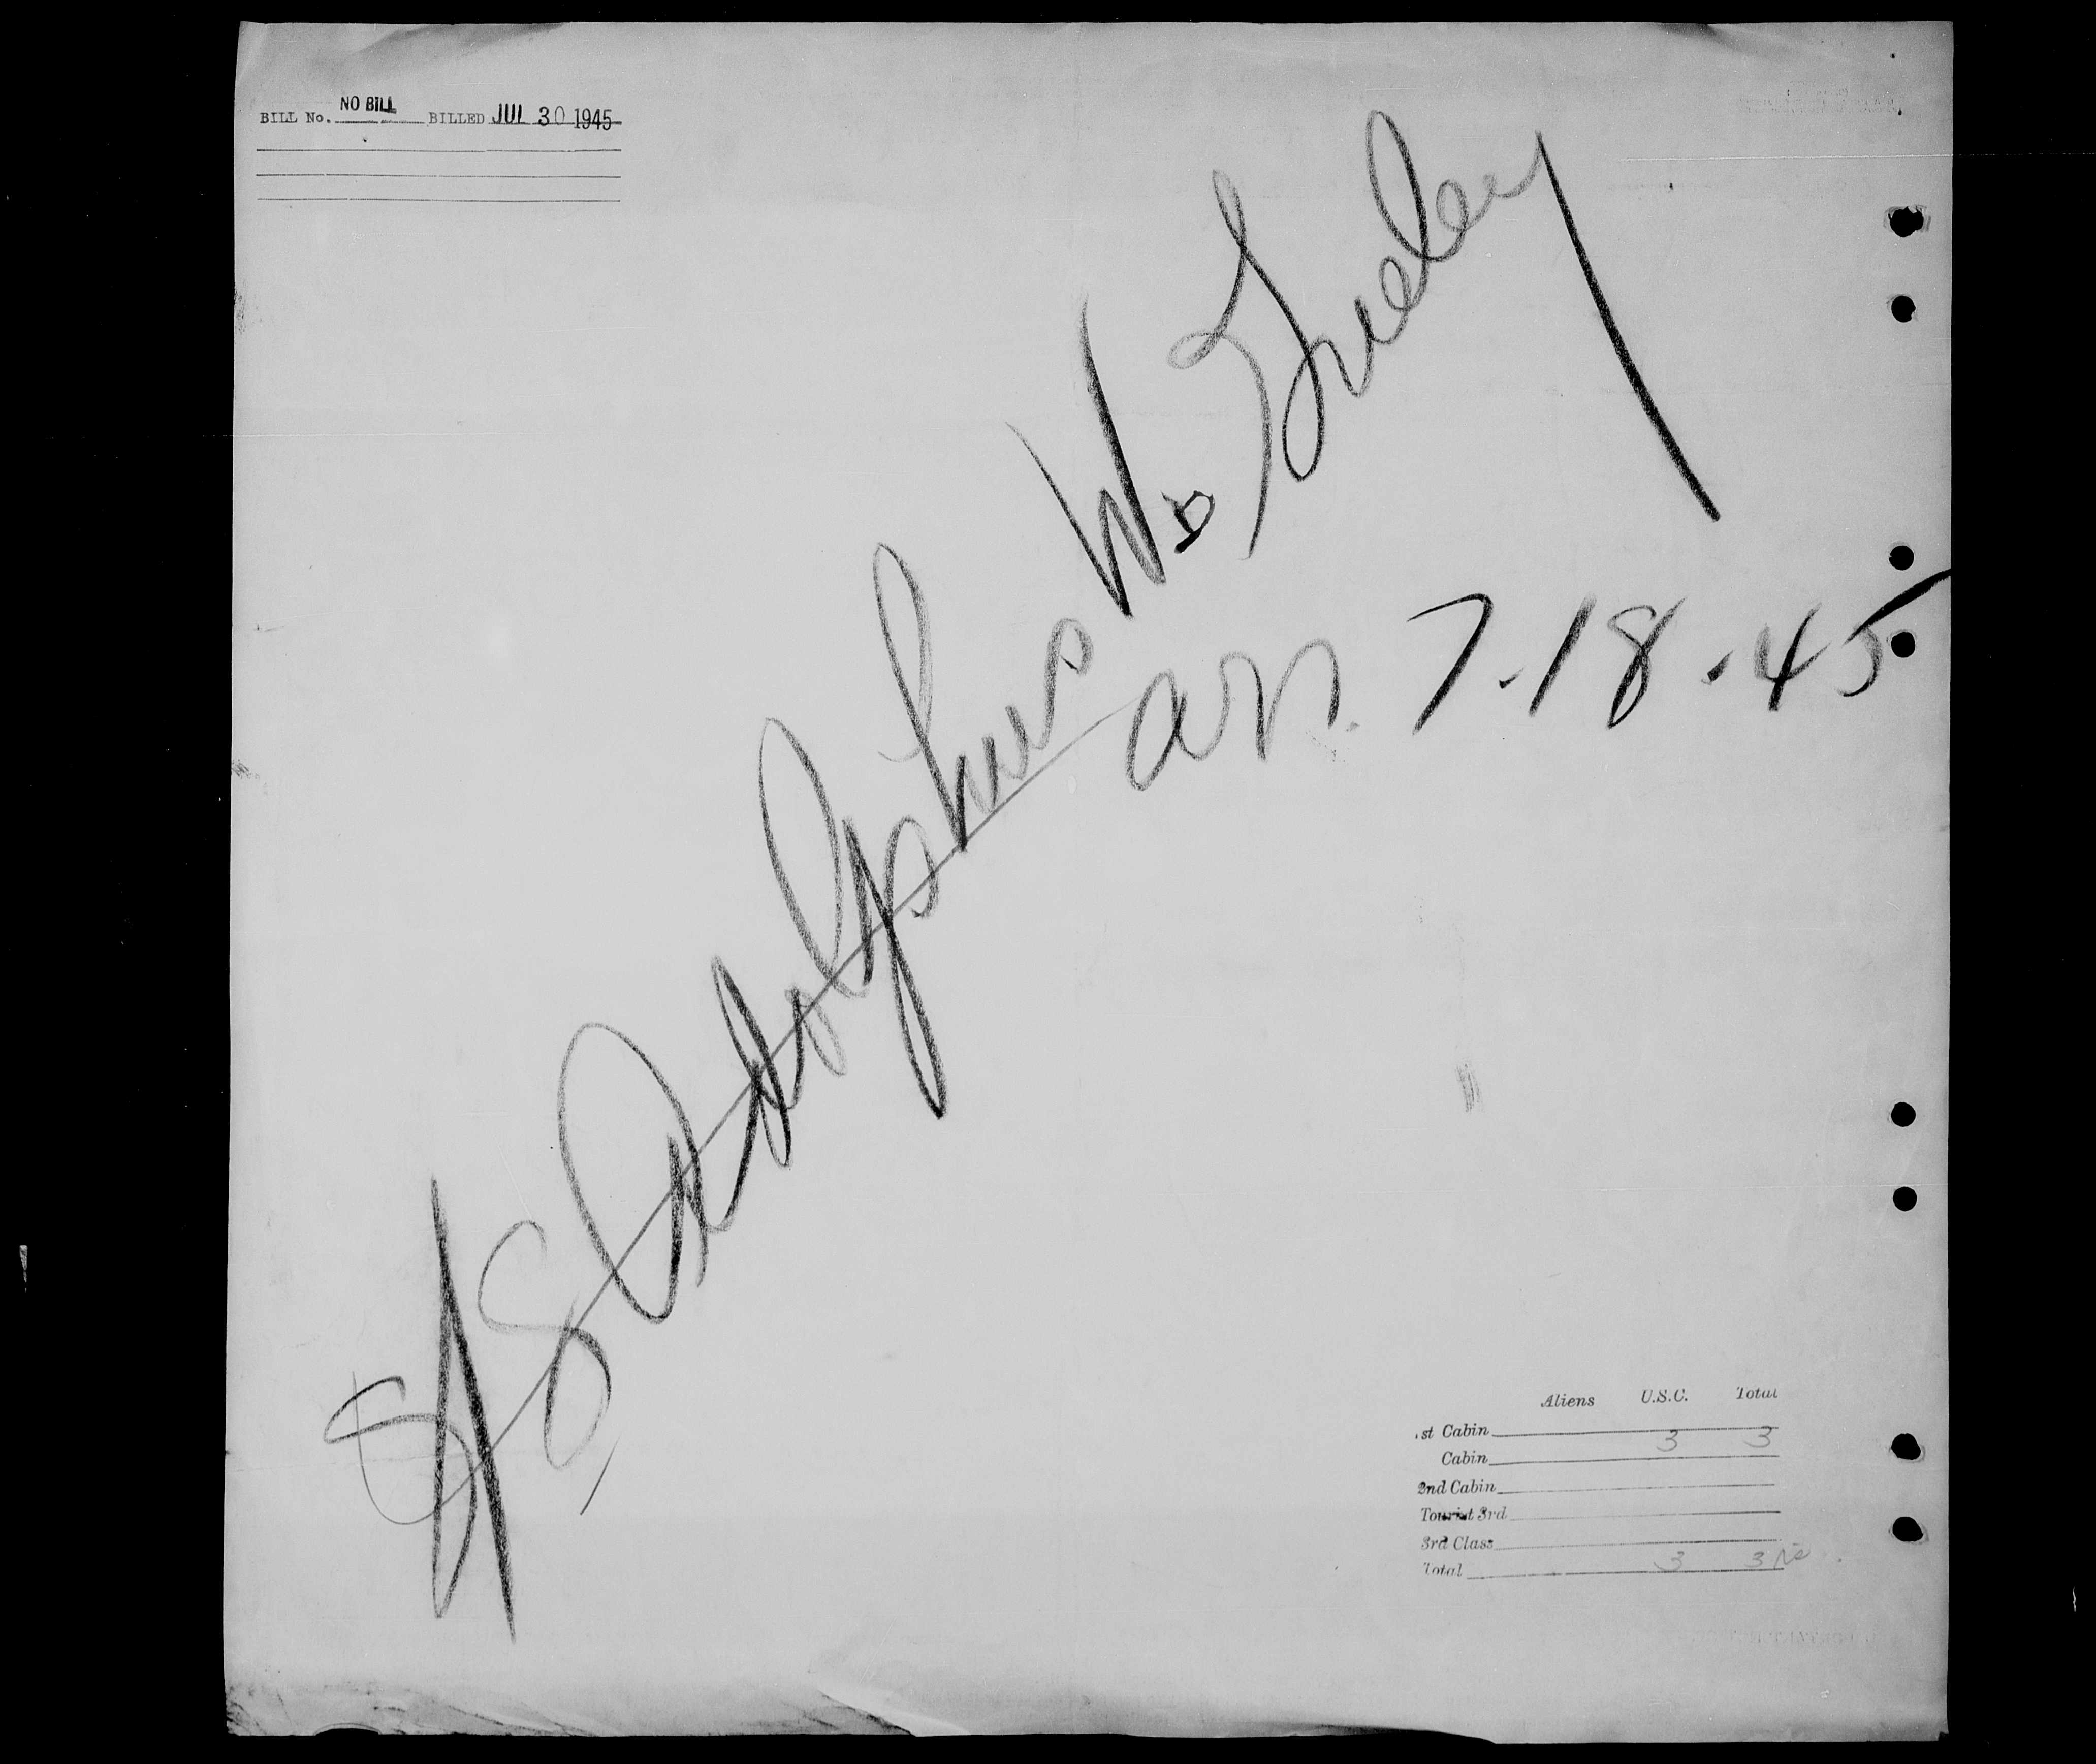 BILL No. NO BILL BILLED JUL 30 1945
SS Adolphus W. Greeley
arr. 7.18.45
Aliens U.S.C. Total
1st Cabin 3 3
Cabin
2nd Cabin
Tourist 3rd
3rd Class
Total 3 3